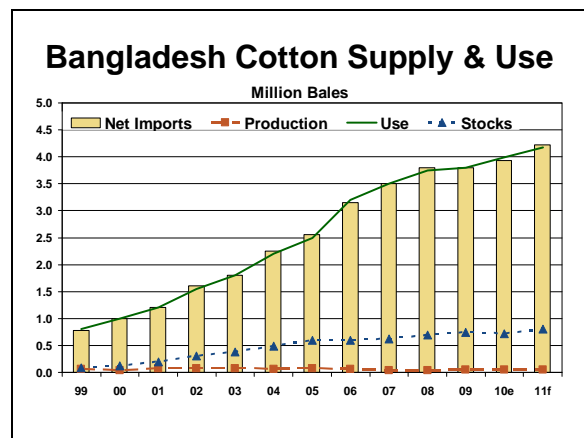 Bangladesh Cotton Supply & Use
Million Bales
5.0
Net Imports Production Use Stocks
4.5
4.0
3.5
3.0
2.5
2.0
1.5
1.0
0.5
0.0
99 00 01 02 03 04 05 06 07 08 09 10e 11f